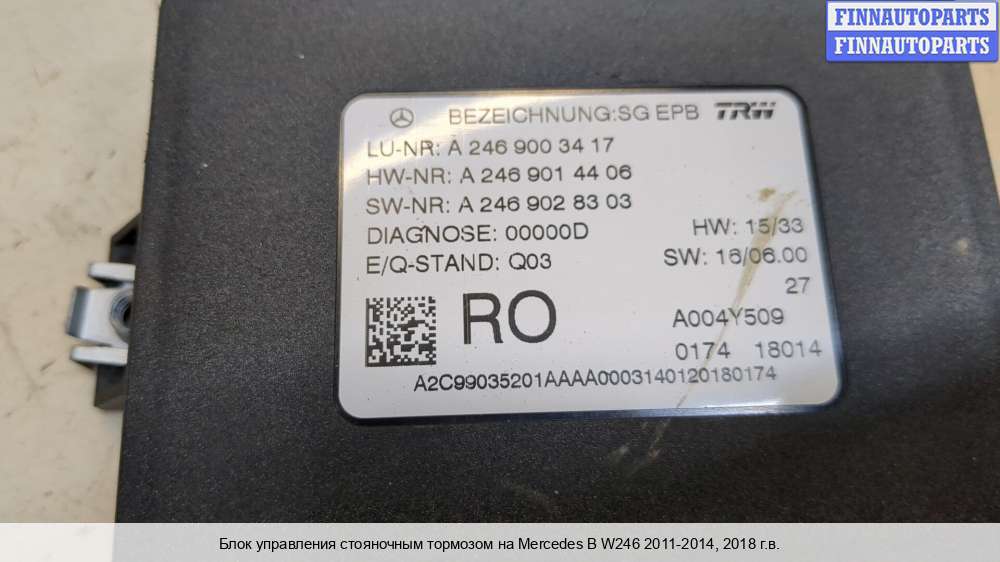 FINNAUTOPARTS
FINNAUTOPARTS
BEZEICHNUNG:SG EPB TRW
LU-NR: A 246 900 34 17
HW-NR: A 246 901 44 06
SW-NR: A 246 902 83 03
DIAGNOSE: 00000D HW: 15/33
E/Q-STAND: Q03 SW: 16/06.00
27
RO A004Y509
0174 18014
A2C99035201AAAA0003140120180174
Блок управления стояночным тормозом на Mercedes B W246 2011-2014, 2018 г.в.